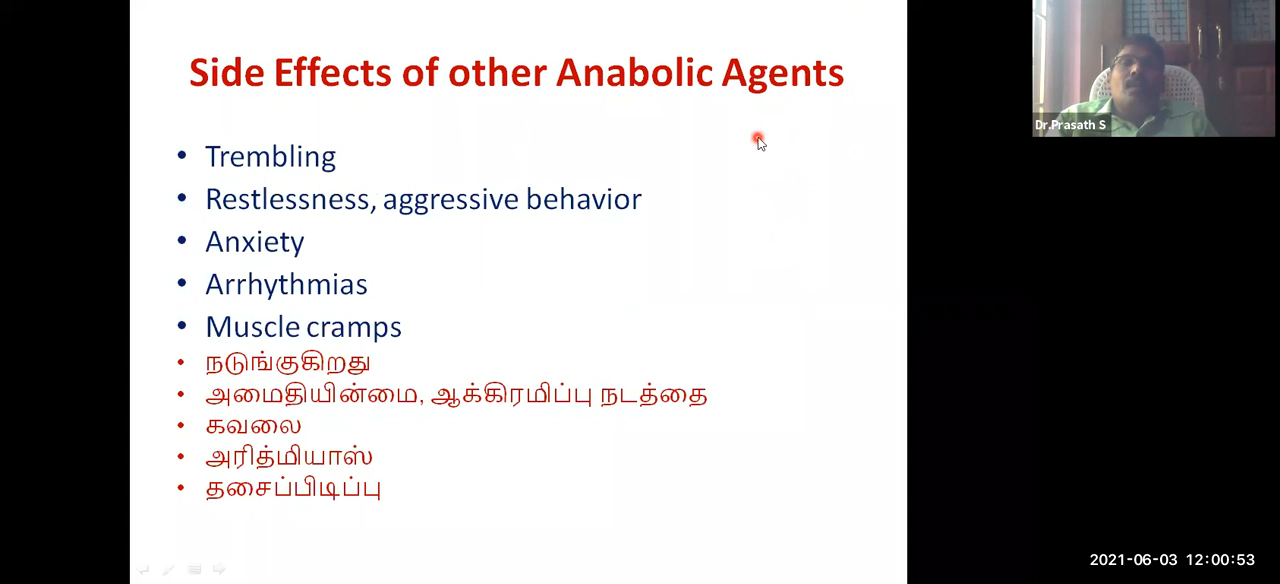 Side Effects of other Anabolic Agents
Dr.Prasath S
• Trembling
• Restlessness, aggressive behavior
• Anxiety
• Arrhythmias
• Muscle cramps
• நடுங்குகிறது
• அமைதியின்மை, ஆக்கிரமிப்பு நடத்தை
• கவலை
• அரித்மியாஸ்
• தசைப்பிடிப்பு
2021-06-03 12:00:53